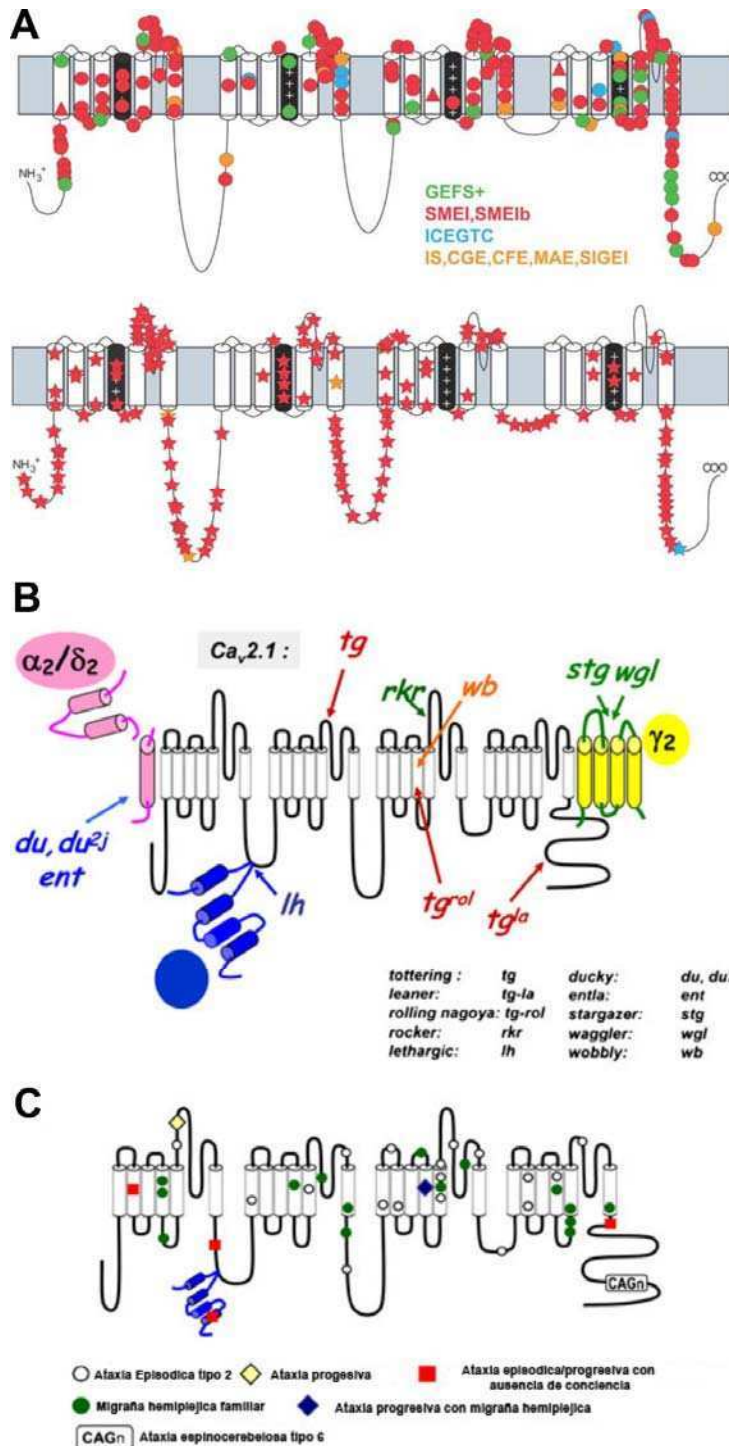 A
NH3+
COO
GEFS+
SMEI,SMEIb
ICEGTC
IS,CGE,CFE,MAE,SIGEI
NH3+
COO
B
α2/δ2
Cav2.1 :
tg
rkr
wb
stg wgl
γ2
du, du2j
ent
lh
tgrol
tgla
tottering : tg ducky: du, du
leaner: tg-la entla: ent
rolling nagoya: tg-rol stargazer: stg
rocker: rkr waggler: wgl
lethargic: lh wobbly: wb
C
CAGn
Ataxia Episodica tipo 2 Ataxia progesiva Ataxia episodica/progresiva con
ausencia de conciencia
Migraña hemiplejica familiar Ataxia progresiva con migraña hemiplejica
CAGn Ataxia espinocerebelosa tipo 6